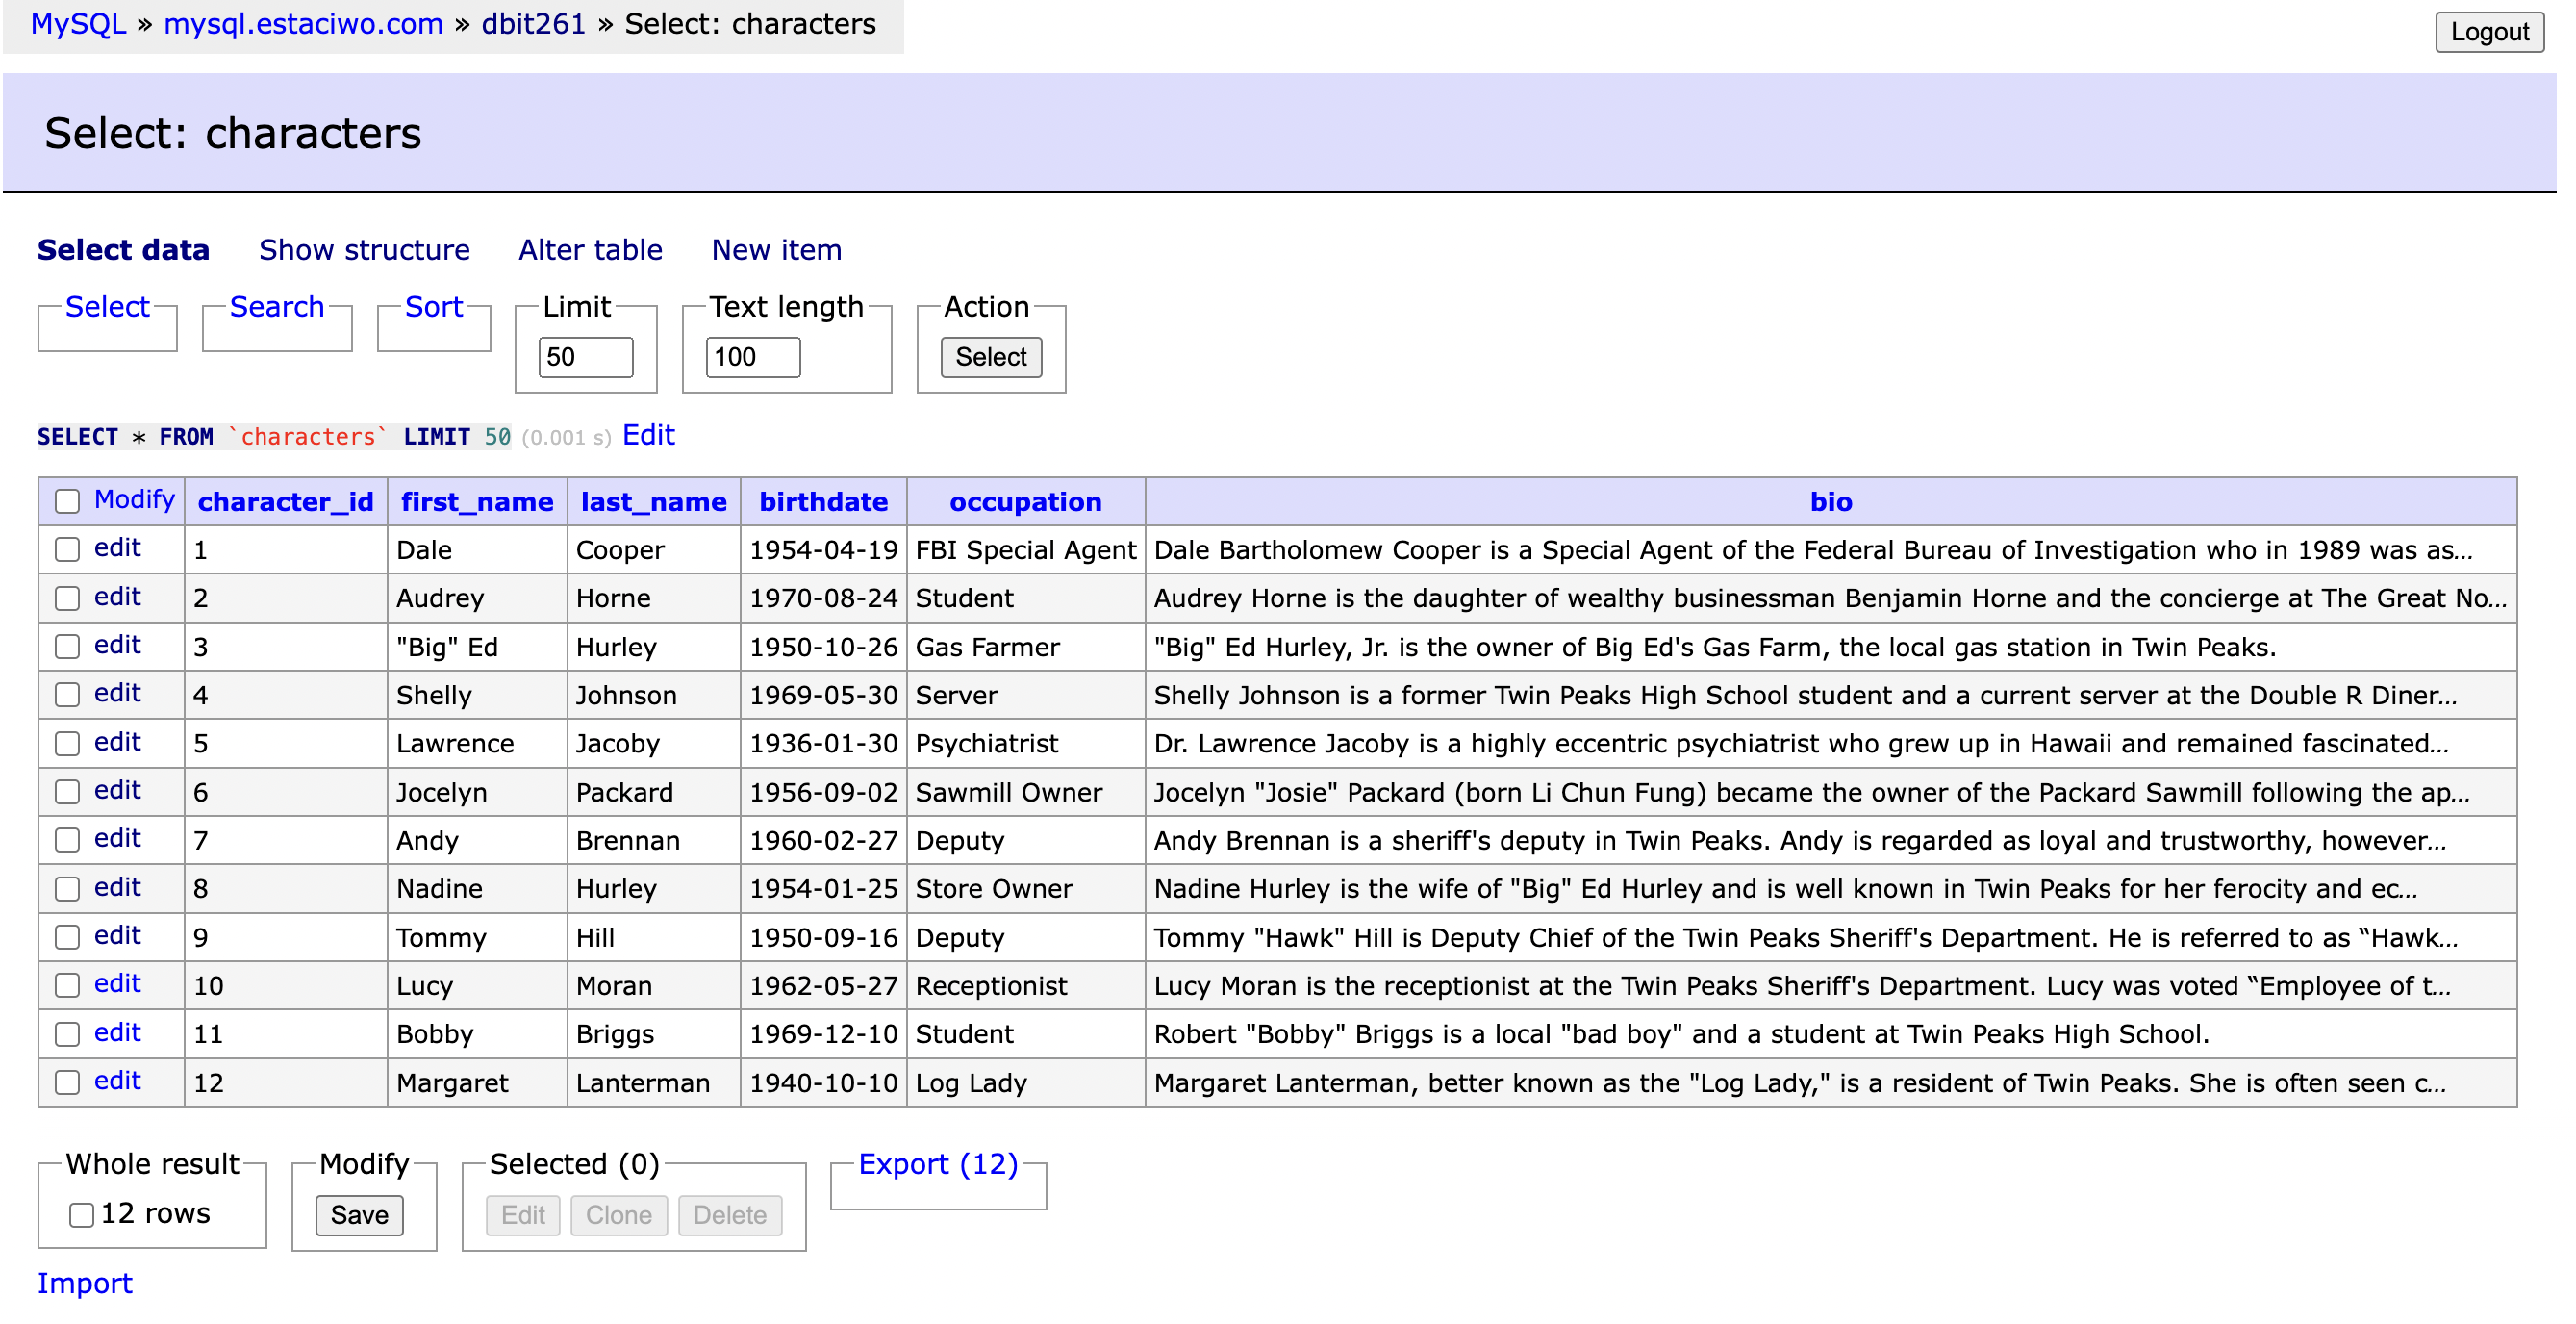 MySQL » mysql.estaciwo.com » dbit261 » Select: characters
Logout
Select: characters
Select data Show structure Alter table New item
Select Search Sort Limit Text length Action
50 100 Select
SELECT * FROM `characters` LIMIT 50 (0.001 s) Edit
Modify character_id first_name last_name birthdate occupation bio
edit 1 Dale Cooper 1954-04-19 FBI Special Agent Dale Bartholomew Cooper is a Special Agent of the Federal Bureau of Investigation who in 1989 was as...
edit 2 Audrey Horne 1970-08-24 Student Audrey Horne is the daughter of wealthy businessman Benjamin Horne and the concierge at The Great No...
edit 3 "Big" Ed Hurley 1950-10-26 Gas Farmer "Big" Ed Hurley, Jr. is the owner of Big Ed's Gas Farm, the local gas station in Twin Peaks.
edit 4 Shelly Johnson 1969-05-30 Server Shelly Johnson is a former Twin Peaks High School student and a current server at the Double R Diner...
edit 5 Lawrence Jacoby 1936-01-30 Psychiatrist Dr. Lawrence Jacoby is a highly eccentric psychiatrist who grew up in Hawaii and remained fascinated...
edit 6 Jocelyn Packard 1956-09-02 Sawmill Owner Jocelyn "Josie" Packard (born Li Chun Fung) became the owner of the Packard Sawmill following the ap...
edit 7 Andy Brennan 1960-02-27 Deputy Andy Brennan is a sheriff's deputy in Twin Peaks. Andy is regarded as loyal and trustworthy, however...
edit 8 Nadine Hurley 1954-01-25 Store Owner Nadine Hurley is the wife of "Big" Ed Hurley and is well known in Twin Peaks for her ferocity and ec...
edit 9 Tommy Hill 1950-09-16 Deputy Tommy "Hawk" Hill is Deputy Chief of the Twin Peaks Sheriff's Department. He is referred to as “Hawk...
edit 10 Lucy Moran 1962-05-27 Receptionist Lucy Moran is the receptionist at the Twin Peaks Sheriff's Department. Lucy was voted “Employee of t...
edit 11 Bobby Briggs 1969-12-10 Student Robert "Bobby" Briggs is a local "bad boy" and a student at Twin Peaks High School.
edit 12 Margaret Lanterman 1940-10-10 Log Lady Margaret Lanterman, better known as the "Log Lady," is a resident of Twin Peaks. She is often seen c...
Whole result Modify Selected (0) Export (12)
12 rows Save Edit Clone Delete
Import